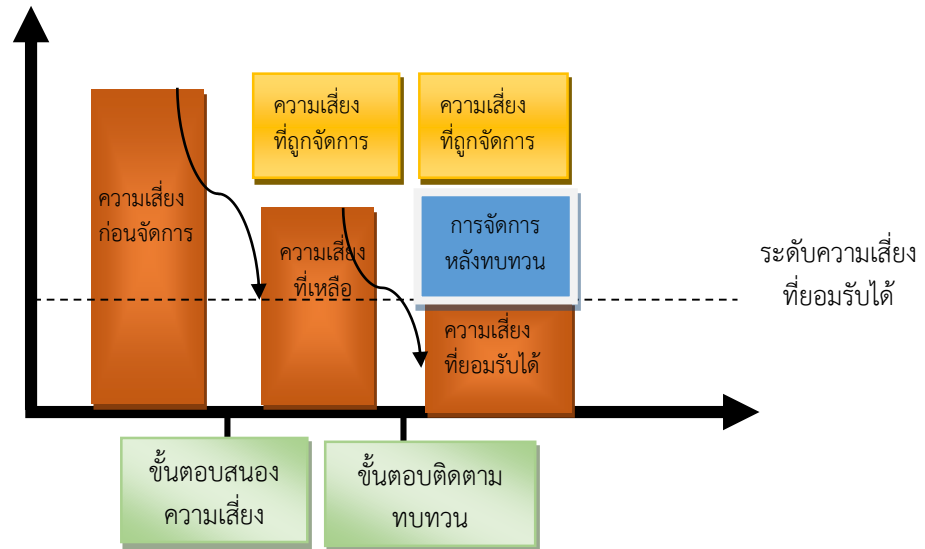 ความเสี่ยง
ก่อนจัดการ
ความเสี่ยง
ที่ถูกจัดการ
ความเสี่ยง
ที่เหลือ
ความเสี่ยง
ที่ถูกจัดการ
การจัดการ
หลังทบทวน
ความเสี่ยง
ที่ยอมรับได้
ระดับความเสี่ยง
ที่ยอมรับได้
ขั้นตอบสนอง
ความเสี่ยง
ขั้นตอบติดตาม
ทบทวน